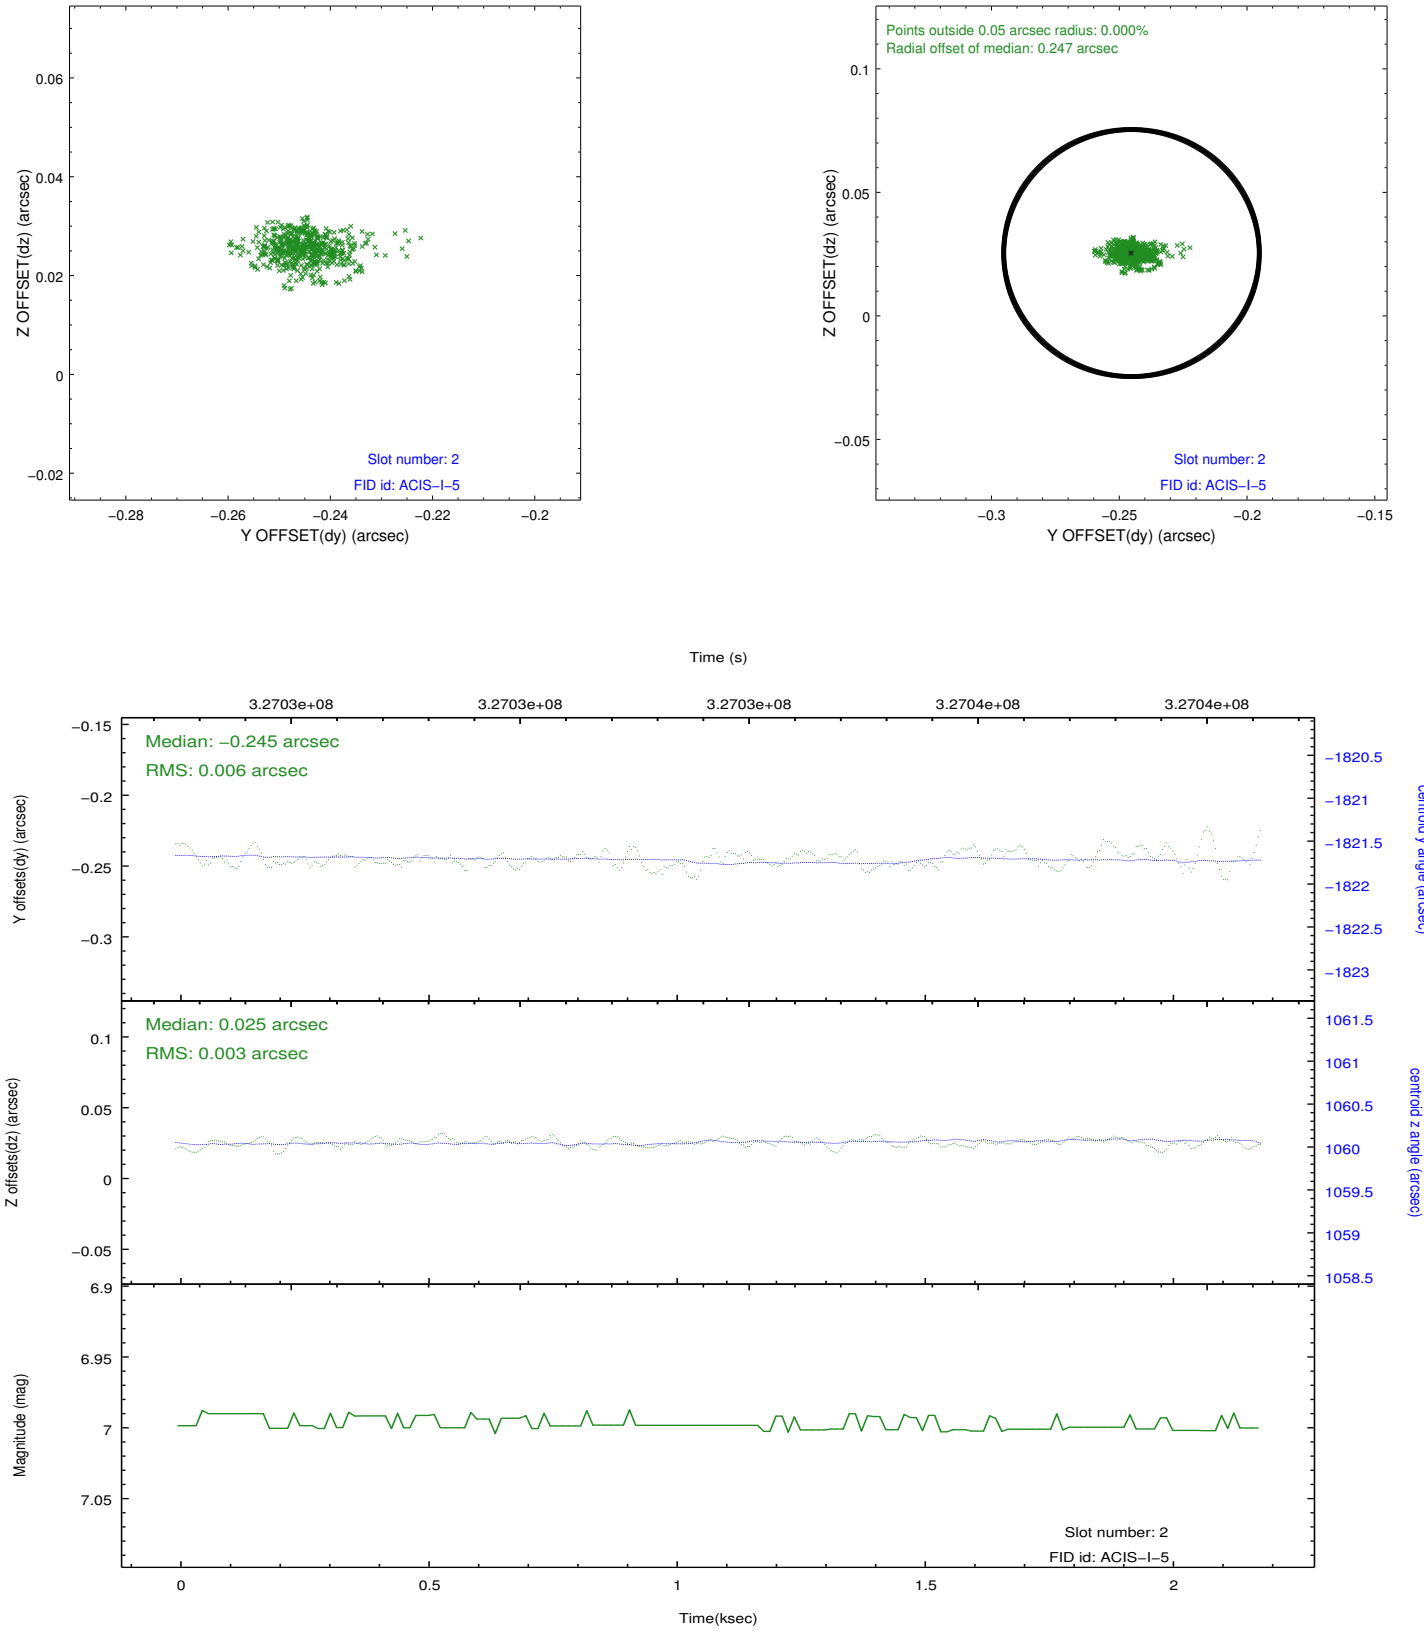 0.06
0.04
0.02
0
−0.02
Z OFFSET(dz) (arcsec)
Slot number: 2
FID id: ACIS−I−5
−0.28
−0.26
−0.24
−0.22
−0.2
Y OFFSET(dy) (arcsec)
Points outside 0.05 arcsec radius: 0.000%
Radial offset of median: 0.247 arcsec
0.1
0.05
0
−0.05
Z OFFSET(dz) (arcsec)
Slot number: 2
FID id: ACIS−I−5
−0.3
−0.25
−0.2
−0.15
Y OFFSET(dy) (arcsec)
Time (s)
3.2703e+08
3.2703e+08
3.2703e+08
3.2704e+08
3.2704e+08
Median: −0.245 arcsec
RMS: 0.006 arcsec
−0.15
−0.2
−0.25
−0.3
Y offsets(dy) (arcsec)
−1820.5
−1821
−1821.5
−1822
−1822.5
−1823
centroid y angle (arcsec)
Median: 0.025 arcsec
RMS: 0.003 arcsec
0.1
0.05
0
−0.05
Z offsets(dz) (arcsec)
1061.5
1061
1060.5
1060
1059.5
1059
1058.5
centroid z angle (arcsec)
6.9
6.95
7
7.05
Magnitude (mag)
Slot number: 2
FID id: ACIS−I−5
0
0.5
1
1.5
2
Time(ksec)